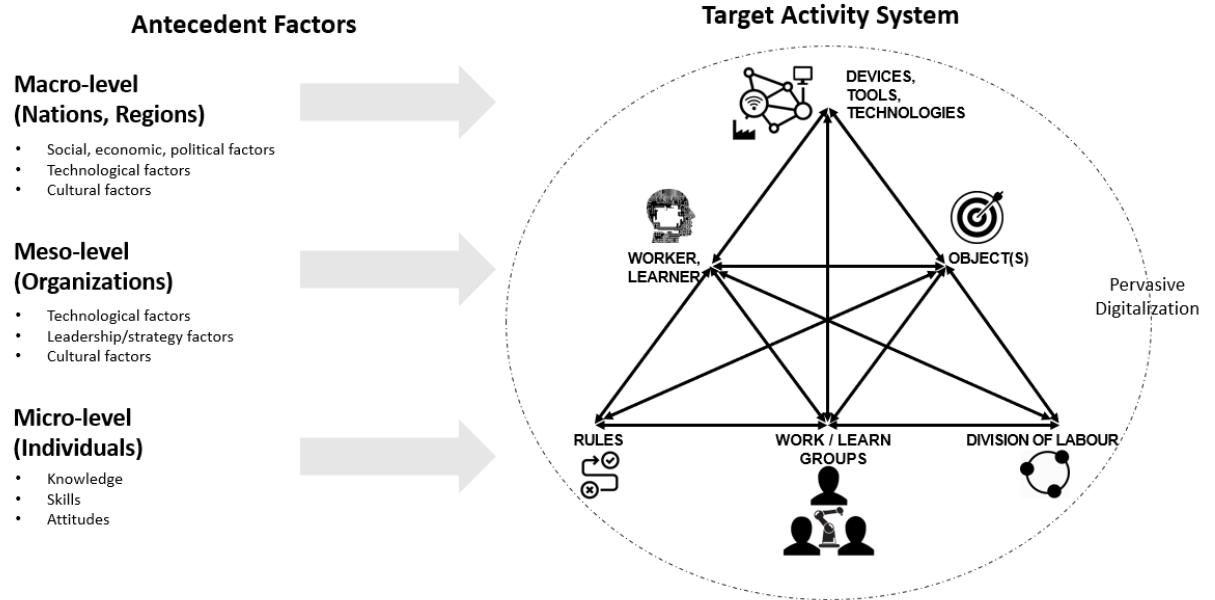 Antecedent Factors
Macro-level
(Nations, Regions)
• Social, economic, political factors
• Technological factors
• Cultural factors
Meso-level
(Organizations)
• Technological factors
• Leadership/strategy factors
• Cultural factors
Micro-level
(Individuals)
• Knowledge
• Skills
• Attitudes
Target Activity System
DEVICES,
TOOLS,
TECHNOLOGIES
WORKER,
LEARNER
OBJECT(S)
Pervasive
Digitalization
RULES
WORK / LEARN
GROUPS
DIVISION OF LABOUR